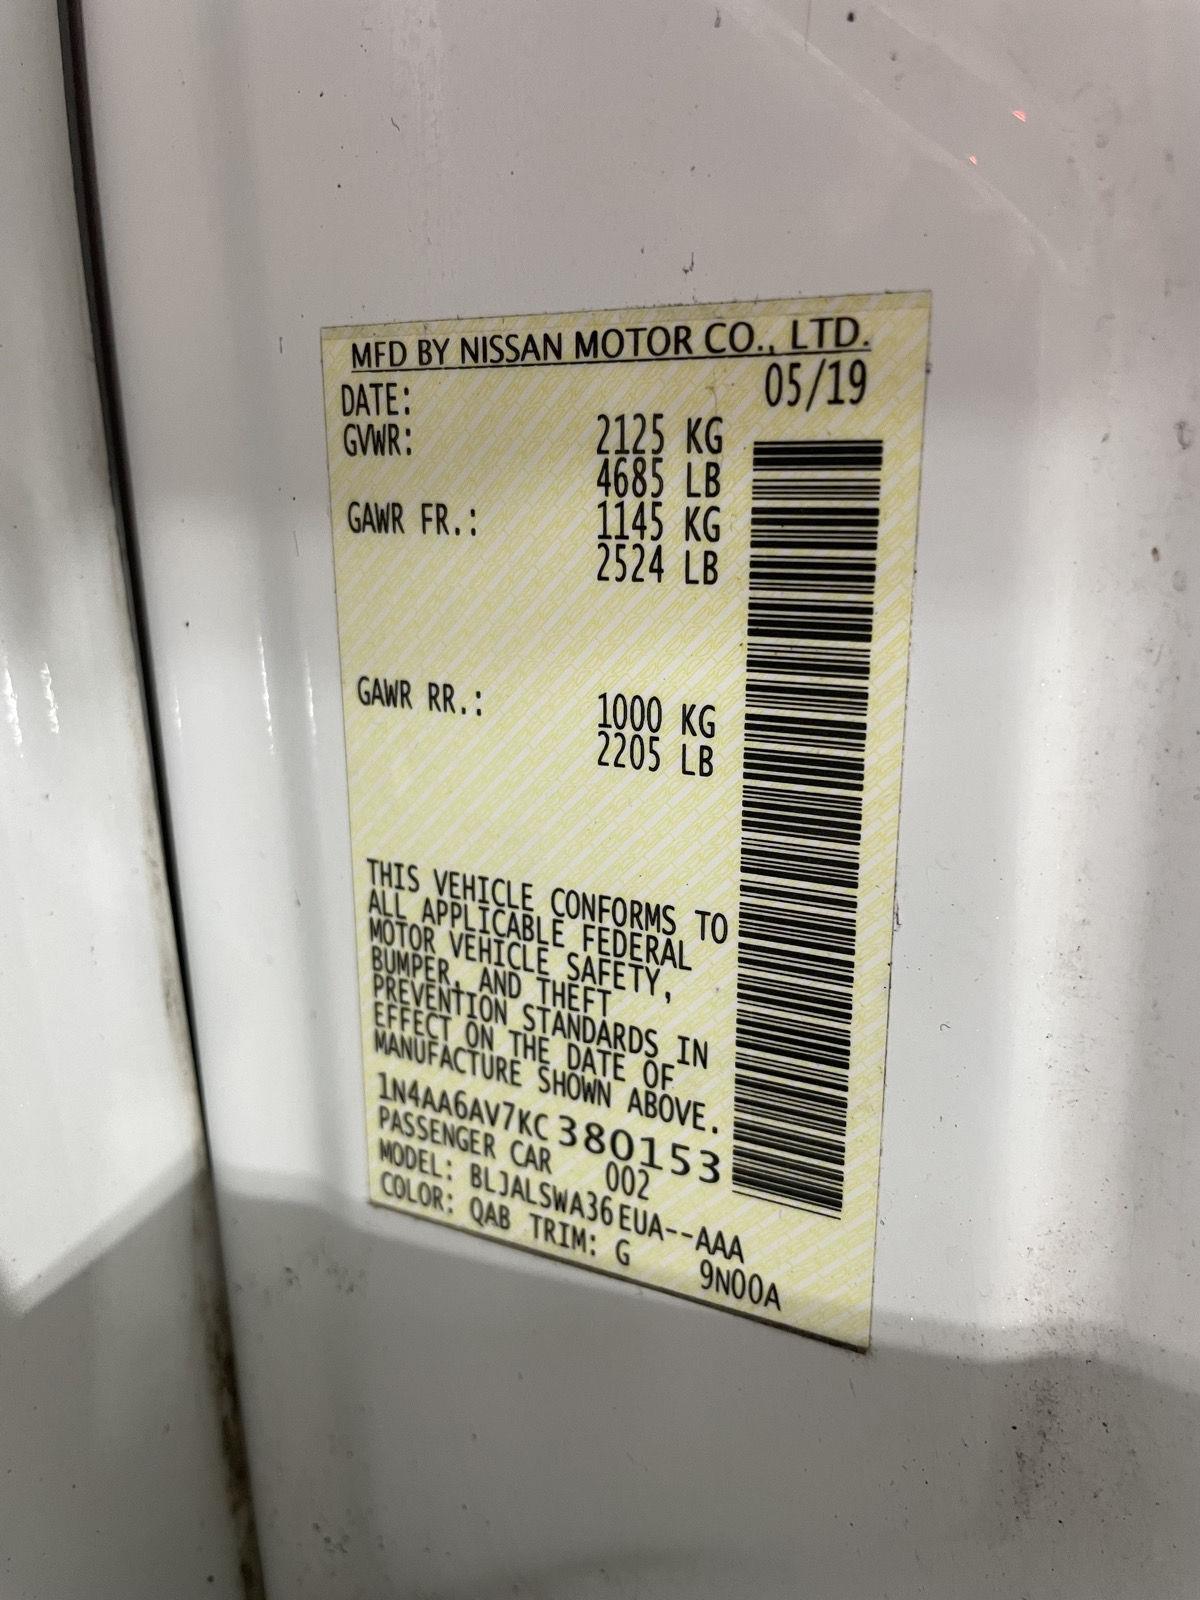 MFD BY NISSAN MOTOR CO., LTD.
DATE: 05/19
GVWR: 2125 KG
4685 LB
GAWR FR.: 1145 KG
2524 LB
GAWR RR.: 1000 KG
2205 LB
THIS VEHICLE CONFORMS TO
ALL APPLICABLE FEDERAL
MOTOR VEHICLE SAFETY,
BUMPER, AND THEFT
PREVENTION STANDARDS IN
EFFECT ON THE DATE OF
MANUFACTURE SHOWN ABOVE.
1N4AA6AV7KC380153
PASSENGER CAR 002
MODEL: BLJALSWA36EUA--AAA
COLOR: QAB TRIM: G 9N00A